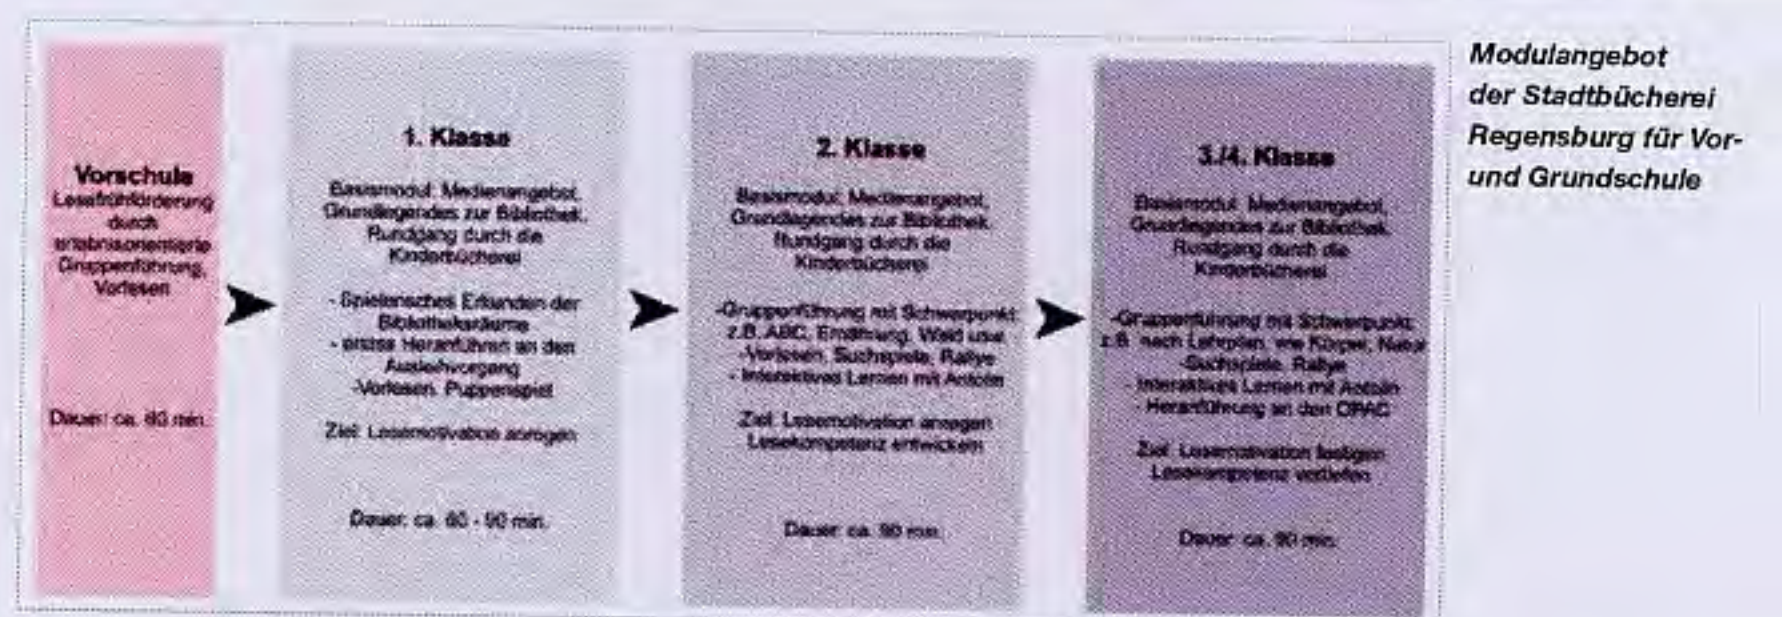 Vorschule
Lesefrühförderung
durch
erlebnisorientierte
Gruppenführung,
Vorlesen
Dauer: ca. 60 min.
1. Klasse
Basismodul: Medienangebot,
Grundlegendes zur Bibliothek,
Rundgang durch die
Kinderbücherei
- Spielerisches Erkunden der
Bibliotheksräume
- erstes Heranführen an den
Ausleihvorgang
-Vorlesen, Puppenspiel
Ziel: Lesemotivation anregen
Dauer: ca. 60 - 90 min.
2. Klasse
Basismodul: Medienangebot,
Grundlegendes zur Bibliothek,
Rundgang durch die
Kinderbücherei
-Gruppenführung mit Schwerpunkt:
z.B. ABC, Ernährung, Wald usw.
-Vorlesen, Suchspiele, Rallye
- Interaktives Lernen mit Antolin
Ziel: Lesemotivation anregen
Lesekompetenz entwickeln
Dauer: ca. 90 min.
3./4. Klasse
Basismodul: Medienangebot,
Grundlegendes zur Bibliothek,
Rundgang durch die
Kinderbücherei
-Gruppenführung mit Schwerpunkt:
z.B. nach Lehrplan, wie Körper, Natur
-Suchspiele, Rallye
- Interaktives Lernen mit Antolin
- Heranführung an den OPAC
Ziel: Lesemotivation festigen
Lesekompetenz vertiefen
Dauer: ca. 90 min.
Modulangebot
der Stadtbücherei
Regensburg für Vor-
und Grundschule